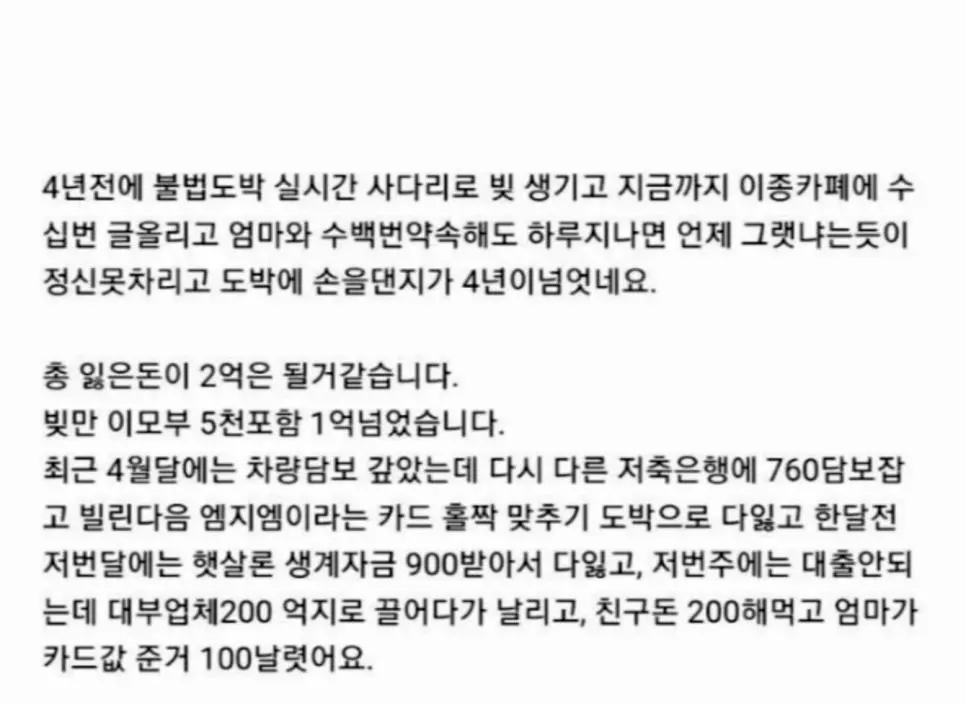 4년전에 불법도박 실시간 사다리로 빚 생기고 지금까지 이종카폐에 수
십번 글올리고 엄마와 수백번약속해도 하루지나면 언제 그랫냐는듯이
정신못차리고 도박에 손을댄지가 4년이넘엇네요.
총 잃은돈이 2억은 될거같습니다.
빚만 이모부 5천포함 1억넘었습니다.
최근 4월달에는 차량담보 갚았는데 다시 다른 저축은행에 760담보잡
고 빌린다음 엠지엠이라는 카드 홀짝 맞추기 도박으로 다잃고 한달전
저번달에는 햇살론 생계자금 900받아서 다잃고, 저번주에는 대출안되
는데 대부업체200 억지로 끌어다가 날리고, 친구돈 200해먹고 엄마가
카드값 준거 100날렷어요.